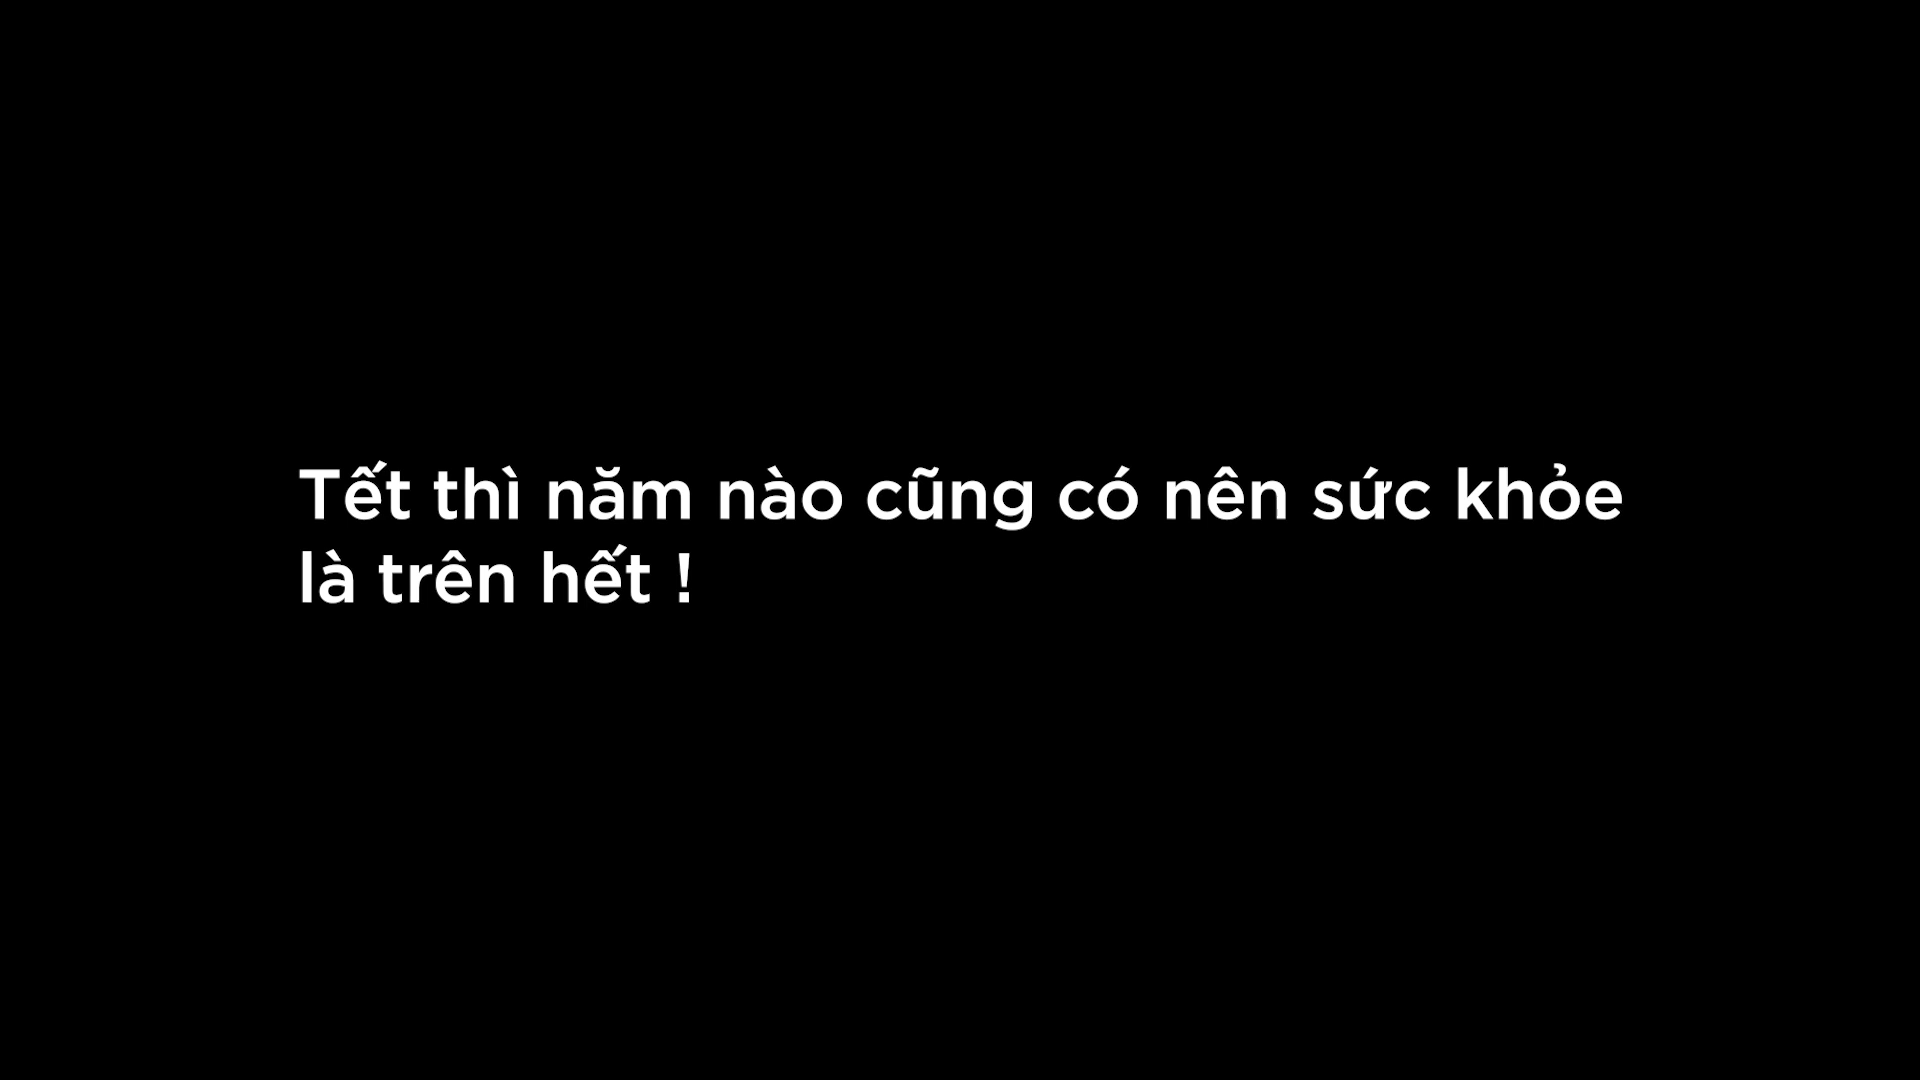 Tết thì năm nào cũng có nên sức khỏe
là trên hết !